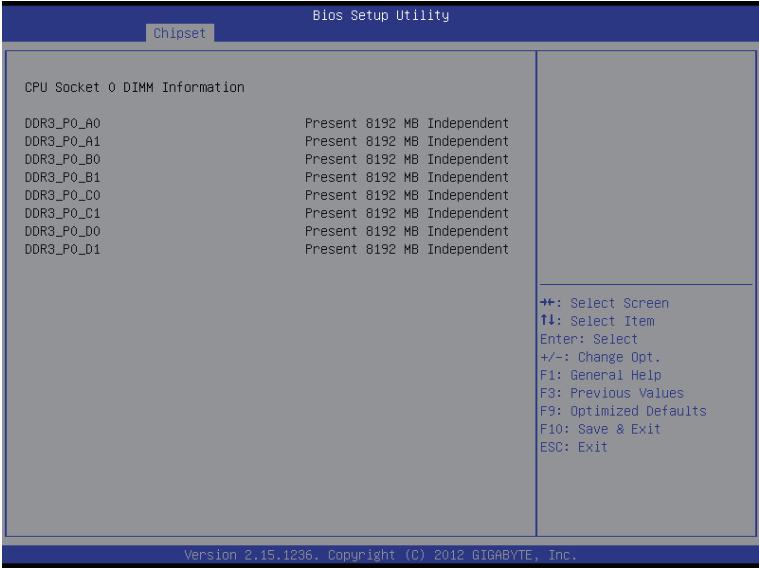 Bios Setup Utility
Chipset
CPU Socket 0 DIMM Information
DDR3_P0_A0 Present 8192 MB Independent
DDR3_P0_A1 Present 8192 MB Independent
DDR3_P0_B0 Present 8192 MB Independent
DDR3_P0_B1 Present 8192 MB Independent
DDR3_P0_C0 Present 8192 MB Independent
DDR3_P0_C1 Present 8192 MB Independent
DDR3_P0_D0 Present 8192 MB Independent
DDR3_P0_D1 Present 8192 MB Independent
→←: Select Screen
↑↓: Select Item
Enter: Select
+/-: Change Opt.
F1: General Help
F3: Previous Values
F9: Optimized Defaults
F10: Save & Exit
ESC: Exit
Version 2.15.1236. Copyright (C) 2012 GIGABYTE, Inc.